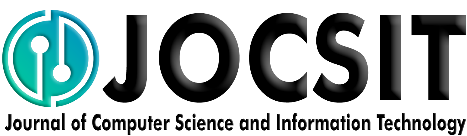 JOCSIT
Journal of Computer Science and Information Technology